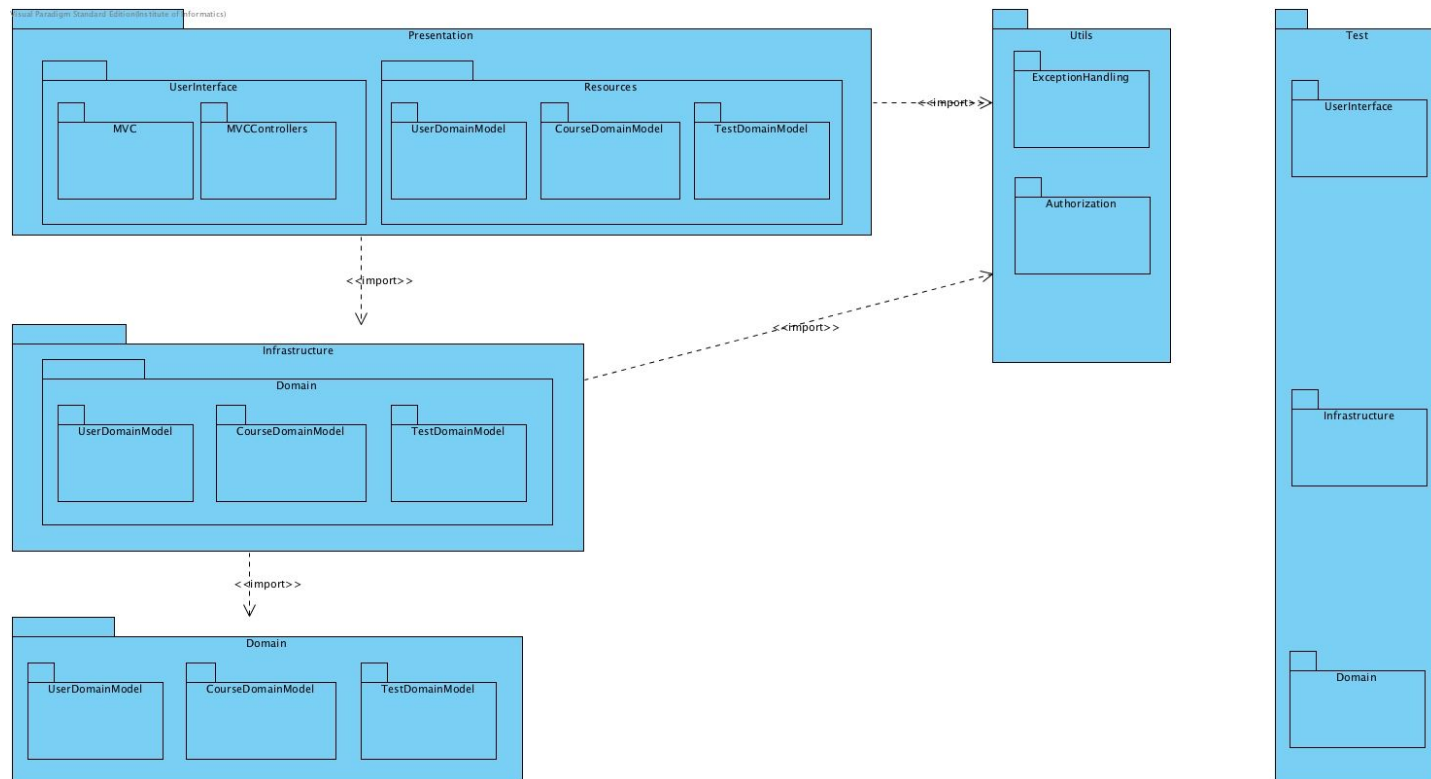 Visual Paradigm Standard Edition(Institute of Informatics)
Presentation
UserInterface
MVC
MVCControllers
Resources
UserDomainModel
CourseDomainModel
TestDomainModel
<<import>
<<import>>
Utils
ExceptionHandling
Authorization
<<import>>
Infrastructure
Domain
UserDomainModel
CourseDomainModel
TestDomainModel
<<import>>
Domain
UserDomainModel
CourseDomainModel
TestDomainModel
Test
UserInterface
Infrastructure
Domain